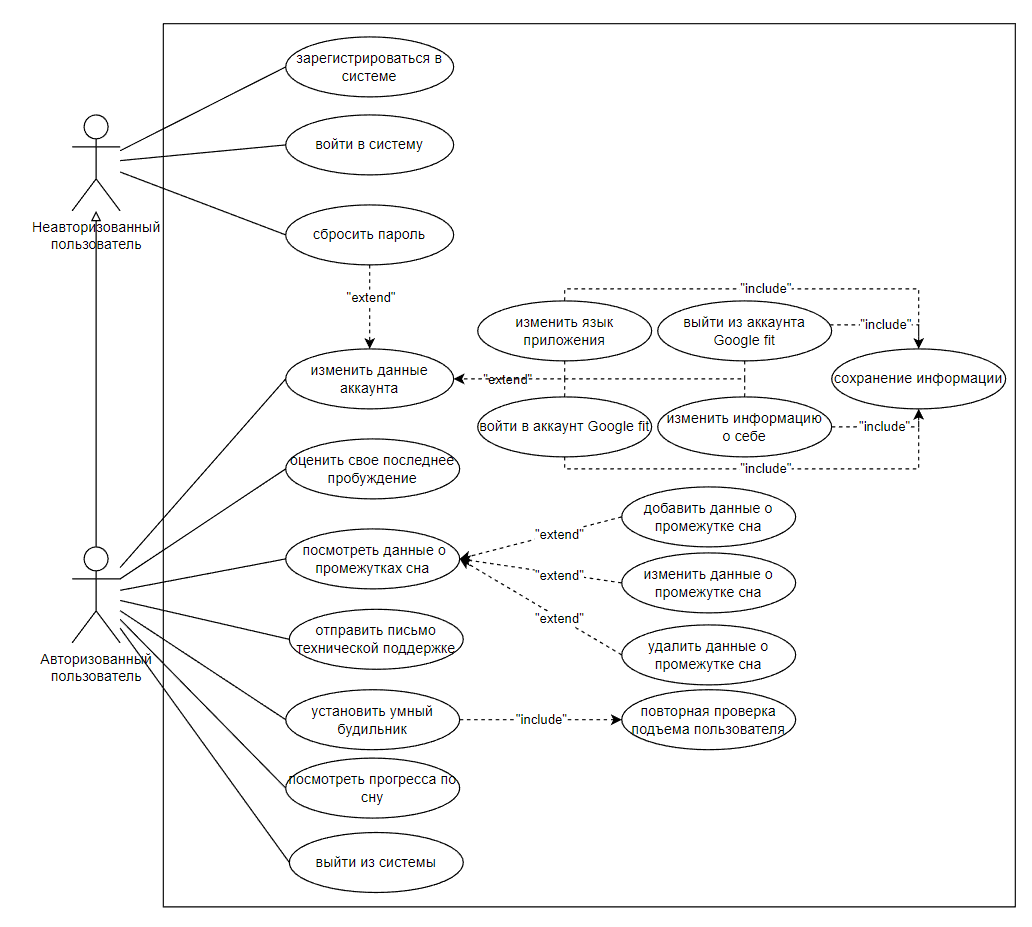 зарегистрироваться в
системе
войти в систему
Неавторизованный
пользователь
сбросить пароль
"extend"
"include"
изменить язык
приложения
выйти из аккаунта
Google fit
"include"
изменить данные
аккаунта
"extend"
сохранение информации
войти в аккаунт Google fit
изменить информацию
о себе
"include"
"include"
оценить свое последнее
пробуждение
добавить данные о
промежутке сна
"extend"
посмотреть данные о
промежутках сна
"extend"
изменить данные о
промежутке сна
"extend"
удалить данные о
промежутке сна
Авторизованный
пользователь
отправить письмо
технической поддержке
установить умный
будильник
"include"
повторная проверка
подъема пользователя
посмотреть прогресса по
сну
выйти из системы